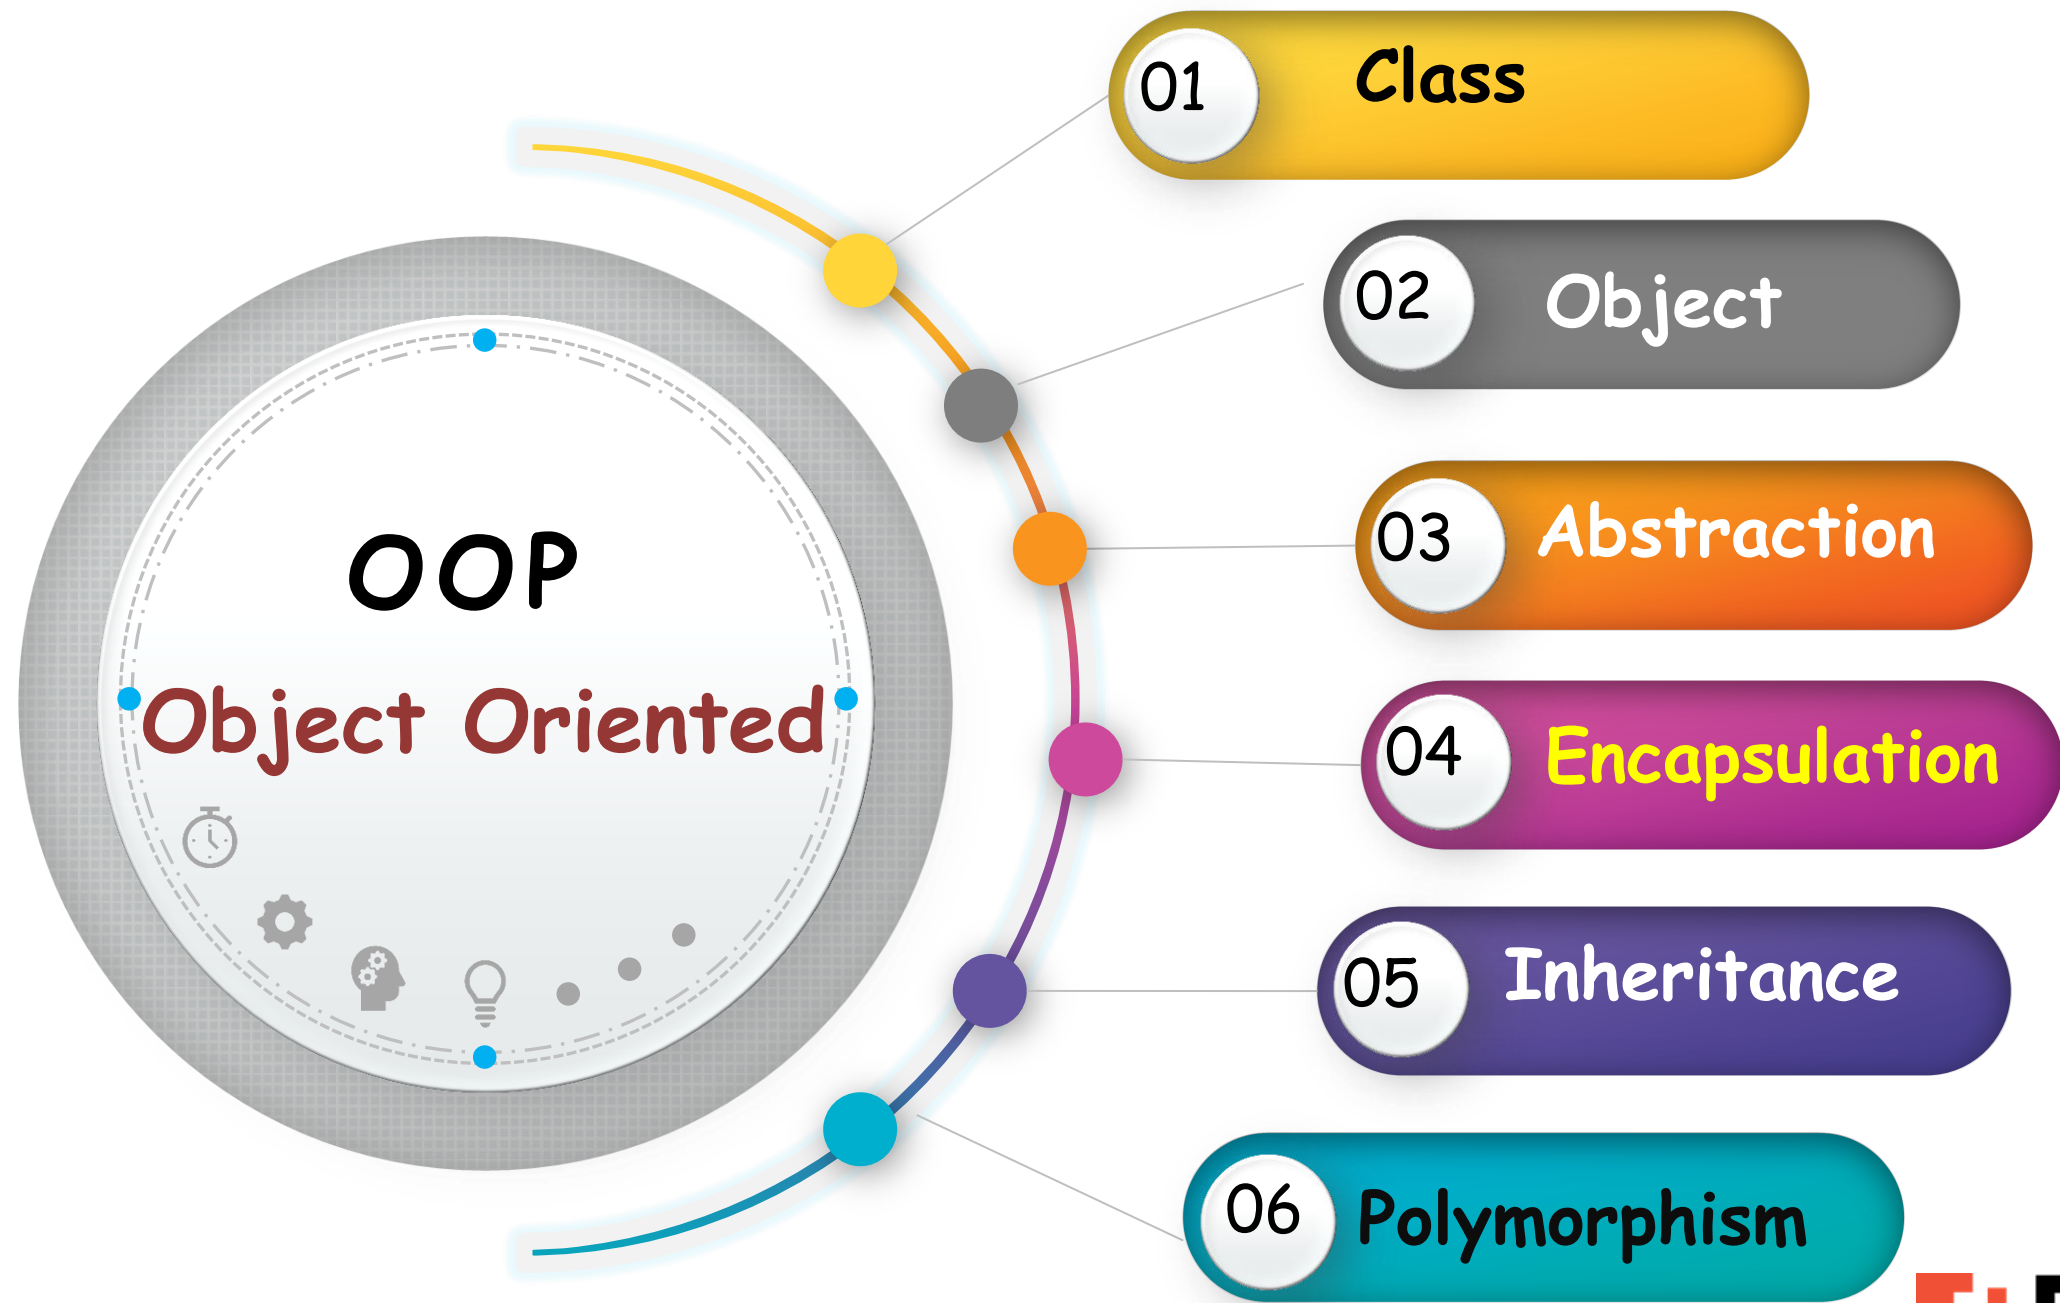 OOP
Object Oriented
01 Class
02 Object
03 Abstraction
04 Encapsulation
05 Inheritance
06 Polymorphism